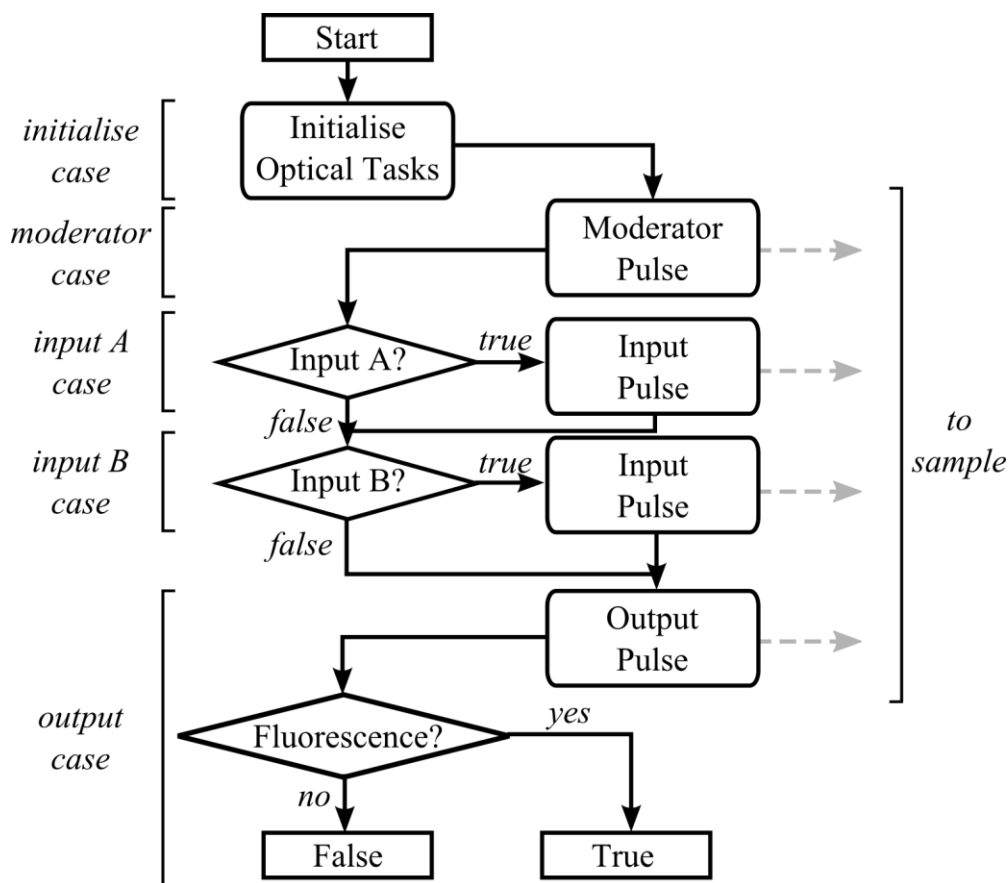 Start
initialise
case
Initialise
Optical Tasks
moderator
case
Moderator
Pulse
input A
case
Input A?
true
Input
Pulse
false
to
sample
input B
case
Input B?
true
Input
Pulse
false
Output
Pulse
output
case
Fluorescence?
yes
no
False
True